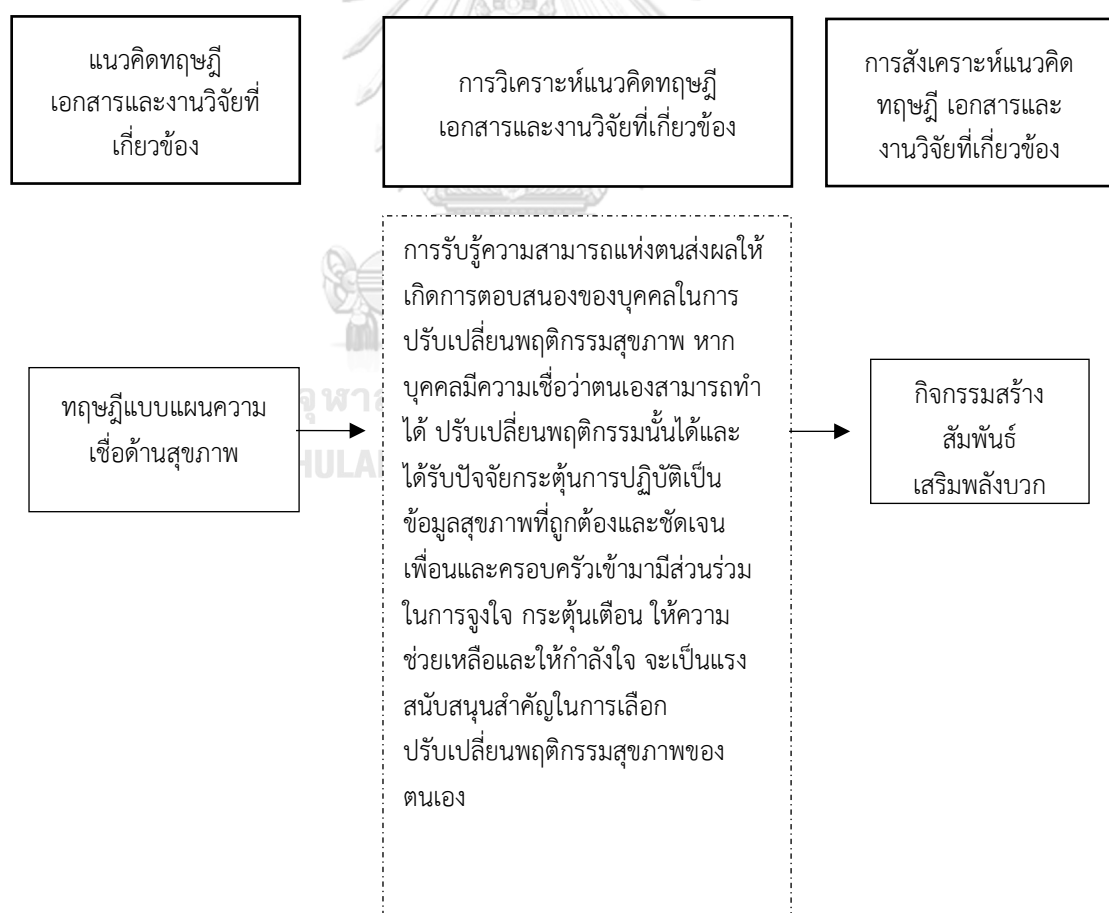 แนวคิดทฤษฎี
เอกสารและงานวิจัยที่
เกี่ยวข้อง
การวิเคราะห์แนวคิดทฤษฎี
เอกสารและงานวิจัยที่เกี่ยวข้อง
การสังเคราะห์แนวคิด
ทฤษฎี เอกสารและ
งานวิจัยที่เกี่ยวข้อง
ทฤษฎีแบบแผนความ
เชื่อด้านสุขภาพ
การรับรู้ความสามารถแห่งตนส่งผลให้
เกิดการตอบสนองของบุคคลในการ
ปรับเปลี่ยนพฤติกรรมสุขภาพ หาก
บุคคลมีความเชื่อว่าตนเองสามารถทำ
ได้ ปรับเปลี่ยนพฤติกรรมนั้นได้และ
ได้รับปัจจัยกระตุ้นการปฏิบัติเป็น
ข้อมูลสุขภาพที่ถูกต้องและชัดเจน
เพื่อนและครอบครัวเข้ามามีส่วนร่วม
ในการจูงใจ กระตุ้นเตือน ให้ความ
ช่วยเหลือและให้กำลังใจ จะเป็นแรง
สนับสนุนสำคัญในการเลือก
ปรับเปลี่ยนพฤติกรรมสุขภาพของ
ตนเอง
กิจกรรมสร้าง
สัมพันธ์
เสริมพลังบวก